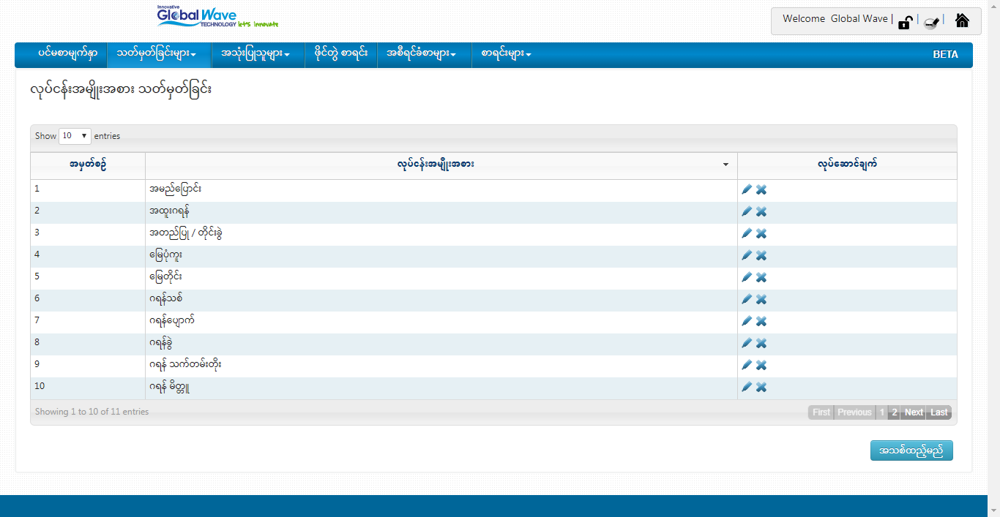 Innovative
Global Wave
TECHNOLOGY let's innovate
Welcome Global Wave | | |
ပင်မစာမျက်နှာ သတ်မှတ်ခြင်းများ အသုံးပြုသူများ ဖိုင်တွဲ စာရင်း အစီရင်ခံစာများ စာရင်းများ BETA
လုပ်ငန်းအမျိုးအစား သတ်မှတ်ခြင်း
Show 10 entries
အမှတ်စဉ် လုပ်ငန်းအမျိုးအစား လုပ်ဆောင်ချက်
1 အမည်ပြောင်း
2 အထူးဂရန်
3 အတည်ပြု / တိုင်းခွဲ
4 မြေပုံကူး
5 မြေတိုင်း
6 ဂရန်သစ်
7 ဂရန်ပျောက်
8 ဂရန်ခွဲ
9 ဂရန် သက်တမ်းတိုး
10 ဂရန် မိတ္တူ
Showing 1 to 10 of 11 entries First Previous 1 2 Next Last
အသစ်ထည့်မည်